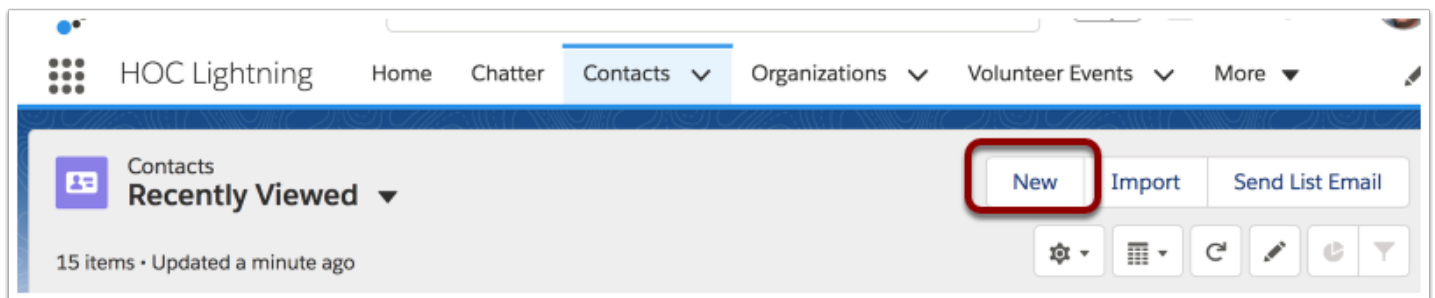 HOC Lightning Home Chatter Contacts Organizations Volunteer Events More
Contacts
Recently Viewed
New Import Send List Email
15 items • Updated a minute ago